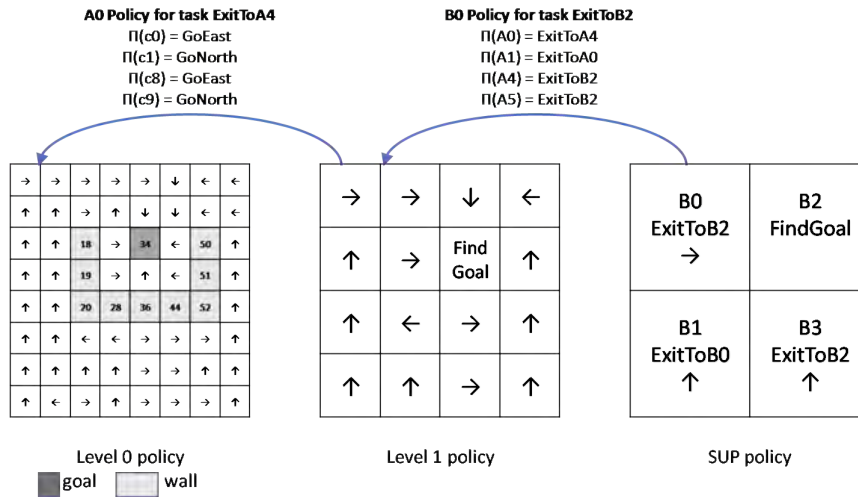 A0 Policy for task ExitToA4
Π(c0) = GoEast
Π(c1) = GoNorth
Π(c8) = GoEast
Π(c9) = GoNorth
B0 Policy for task ExitToB2
Π(A0) = ExitToA4
Π(A1) = ExitToA0
Π(A4) = ExitToB2
Π(A5) = ExitToB2
→ → → → → ↓ ← ←
↑ ↑ → ↑ ↓ ↓ ← ←
↑ ↑ 18 → 34 ← 50 ↑
↑ ↑ 19 → ↑ ← 51 ↑
↑ ↑ 20 28 36 44 52 ↑
↑ ↑ ← ← → → → ↑
↑ ↑ ↑ ↑ → → ↑ ↑
↑ ← → ↑ → → → ↑
Level 0 policy
goal
wall
→ → ↓ ←
↑ → Find Goal ↑
↑ ← → ↑
↑ ↑ → ↑
Level 1 policy
B0
ExitToB2
→
B2
FindGoal
B1
ExitToB0
↑
B3
ExitToB2
↑
SUP policy